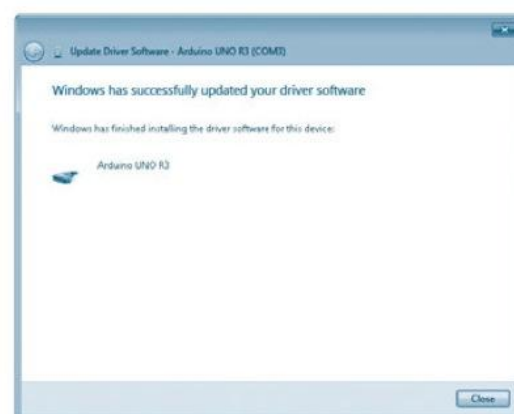 Update Driver Software - Arduino UNO R3 (COM3)
Windows has successfully updated your driver software
Windows has finished installing the driver software for this device:
Arduino UNO R3
Close